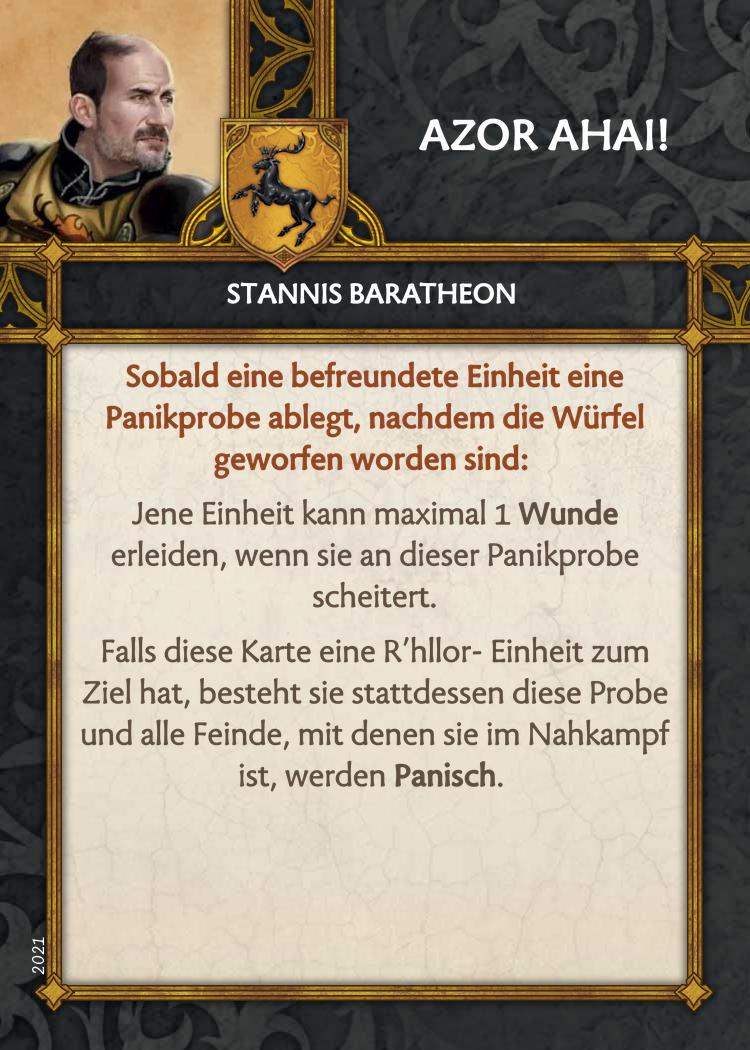 AZOR AHAI!
STANNIS BARATHEON
Sobald eine befreundete Einheit eine
Panikprobe ablegt, nachdem die Würfel
geworfen worden sind:
Jene Einheit kann maximal 1 Wunde
erleiden, wenn sie an dieser Panikprobe
scheitert.
Falls diese Karte eine R’hllor- Einheit zum
Ziel hat, besteht sie stattdessen diese Probe
und alle Feinde, mit denen sie im Nahkampf
ist, werden Panisch.
2021